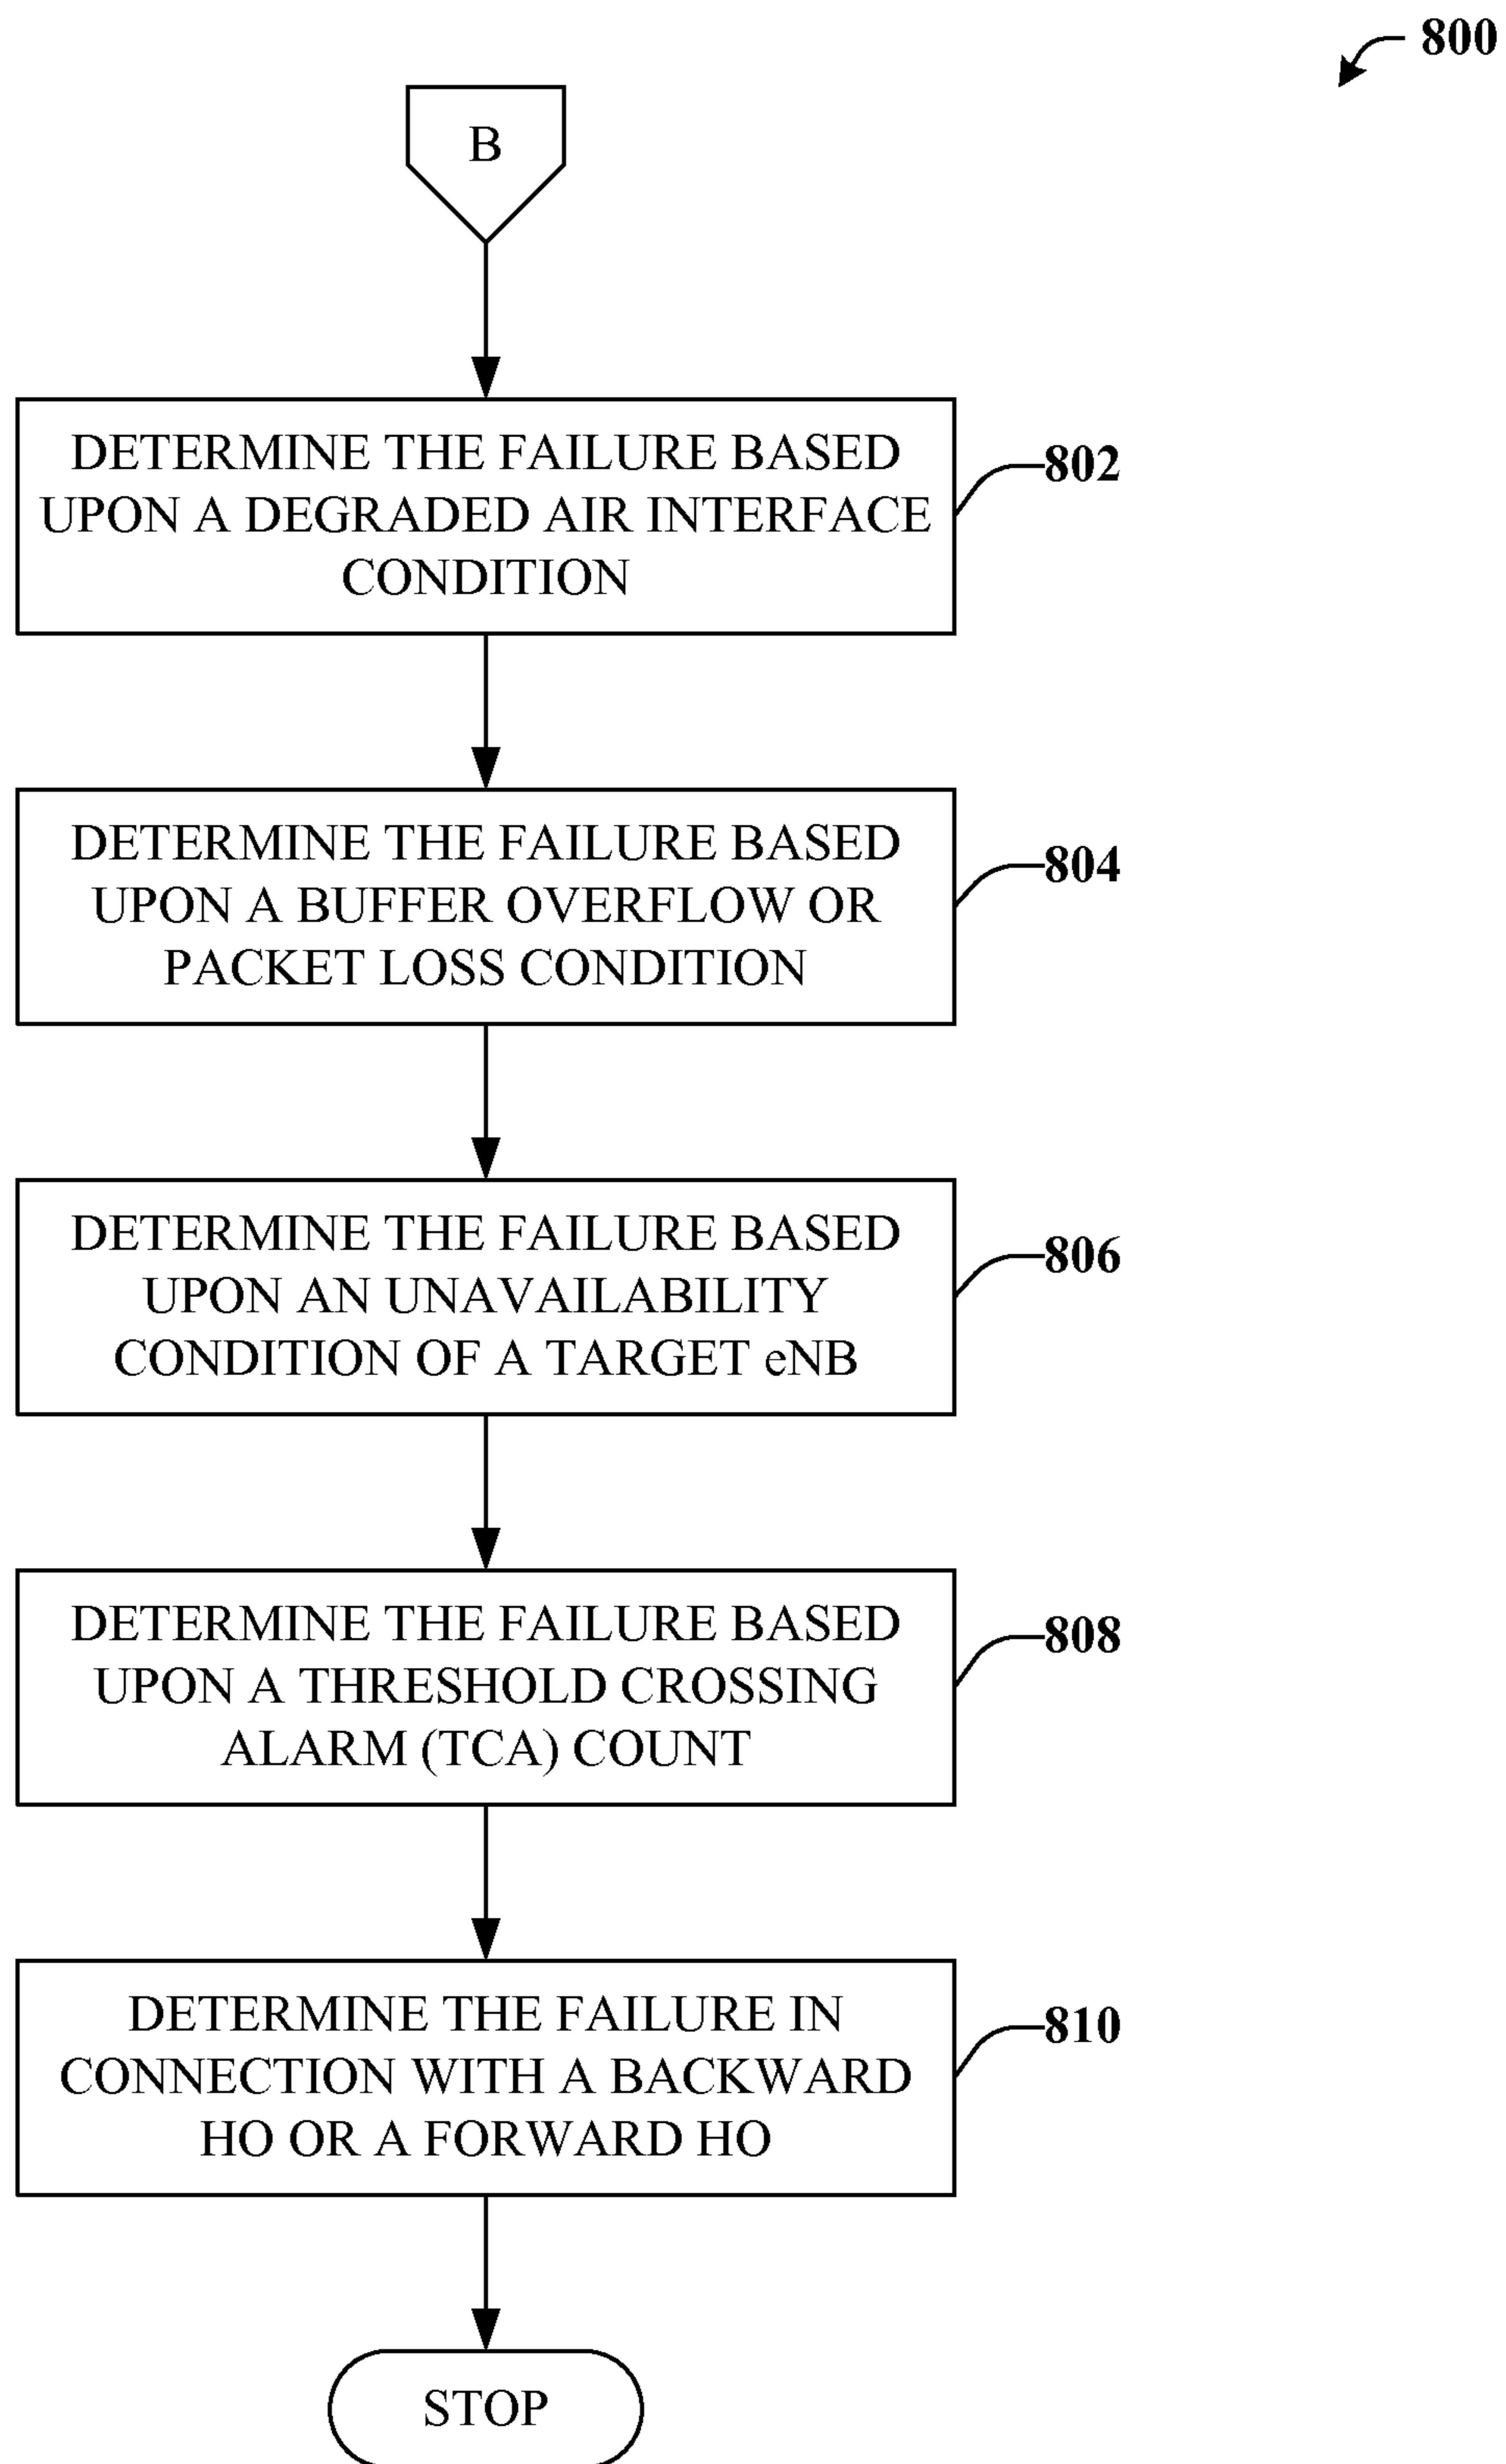 800
B
DETERMINE THE FAILURE BASED
UPON A DEGRADED AIR INTERFACE
CONDITION
802
DETERMINE THE FAILURE BASED
UPON A BUFFER OVERFLOW OR
PACKET LOSS CONDITION
804
DETERMINE THE FAILURE BASED
UPON AN UNAVAILABILITY
CONDITION OF A TARGET eNB
806
DETERMINE THE FAILURE BASED
UPON A THRESHOLD CROSSING
ALARM (TCA) COUNT
808
DETERMINE THE FAILURE IN
CONNECTION WITH A BACKWARD
HO OR A FORWARD HO
810
STOP